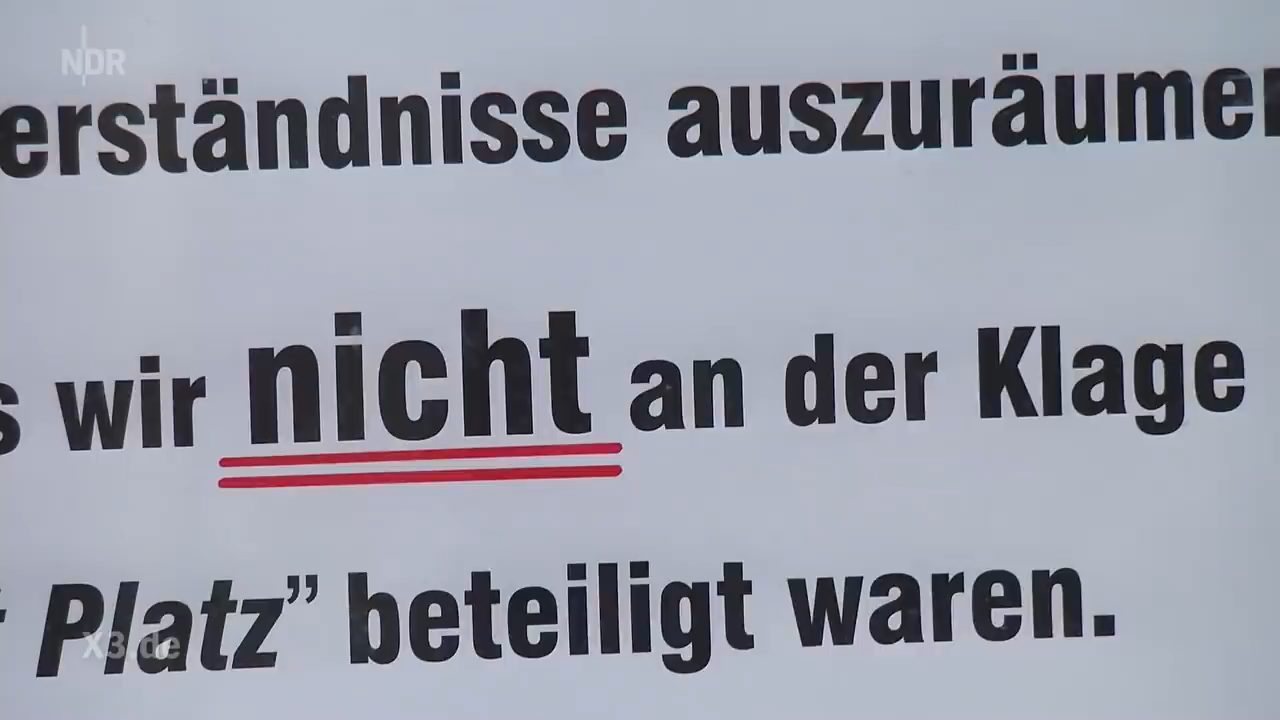 NDR
erständnisse auszuräumen
s wir nicht an der Klage
Platz” beteiligt waren.
X3.de